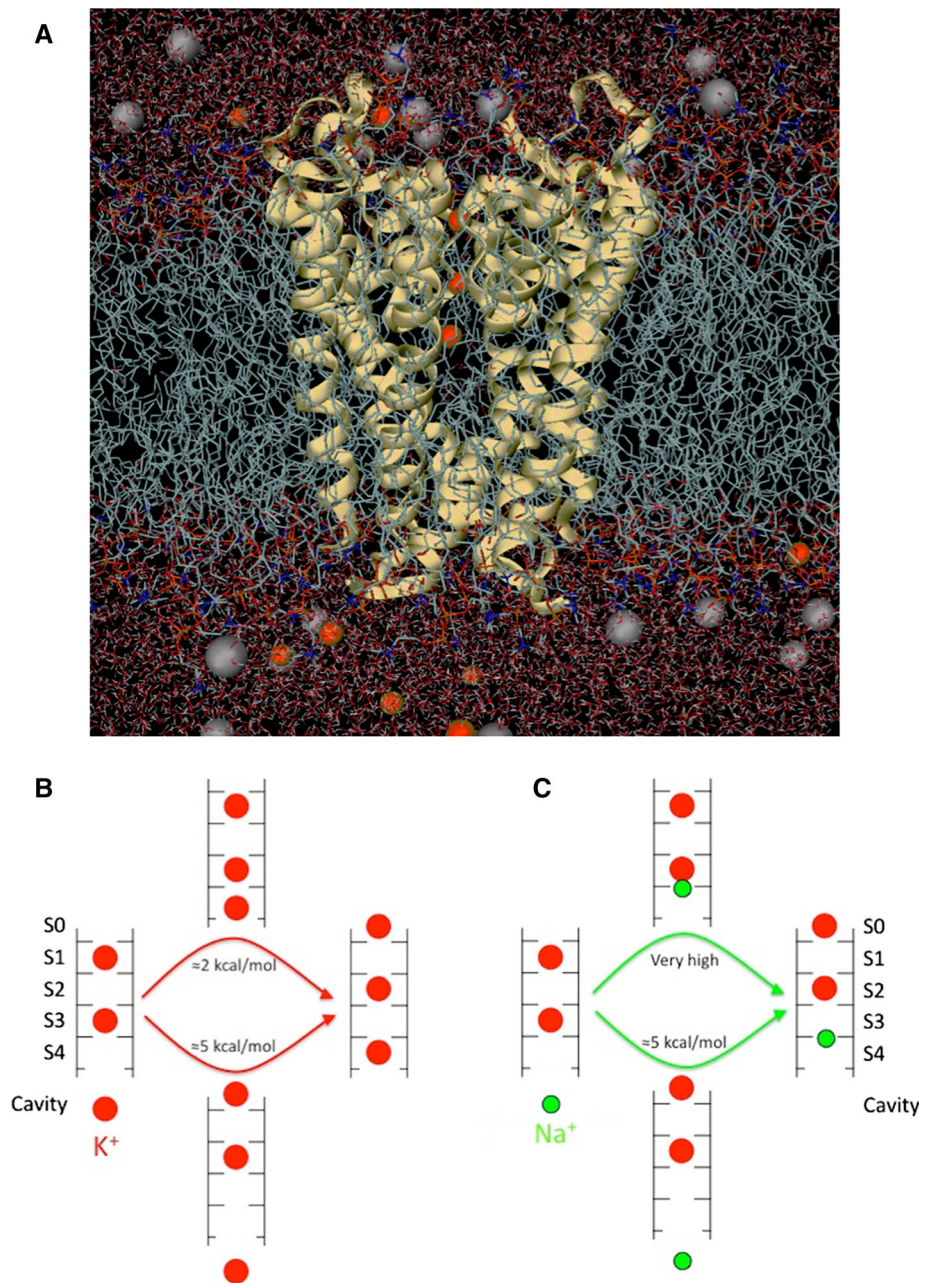 A
B
C
S0
S1
S2
S3
S4
Cavity
K+
≈2 kcal/mol
≈5 kcal/mol
Na+
Very high
≈5 kcal/mol
S0
S1
S2
S3
S4
Cavity